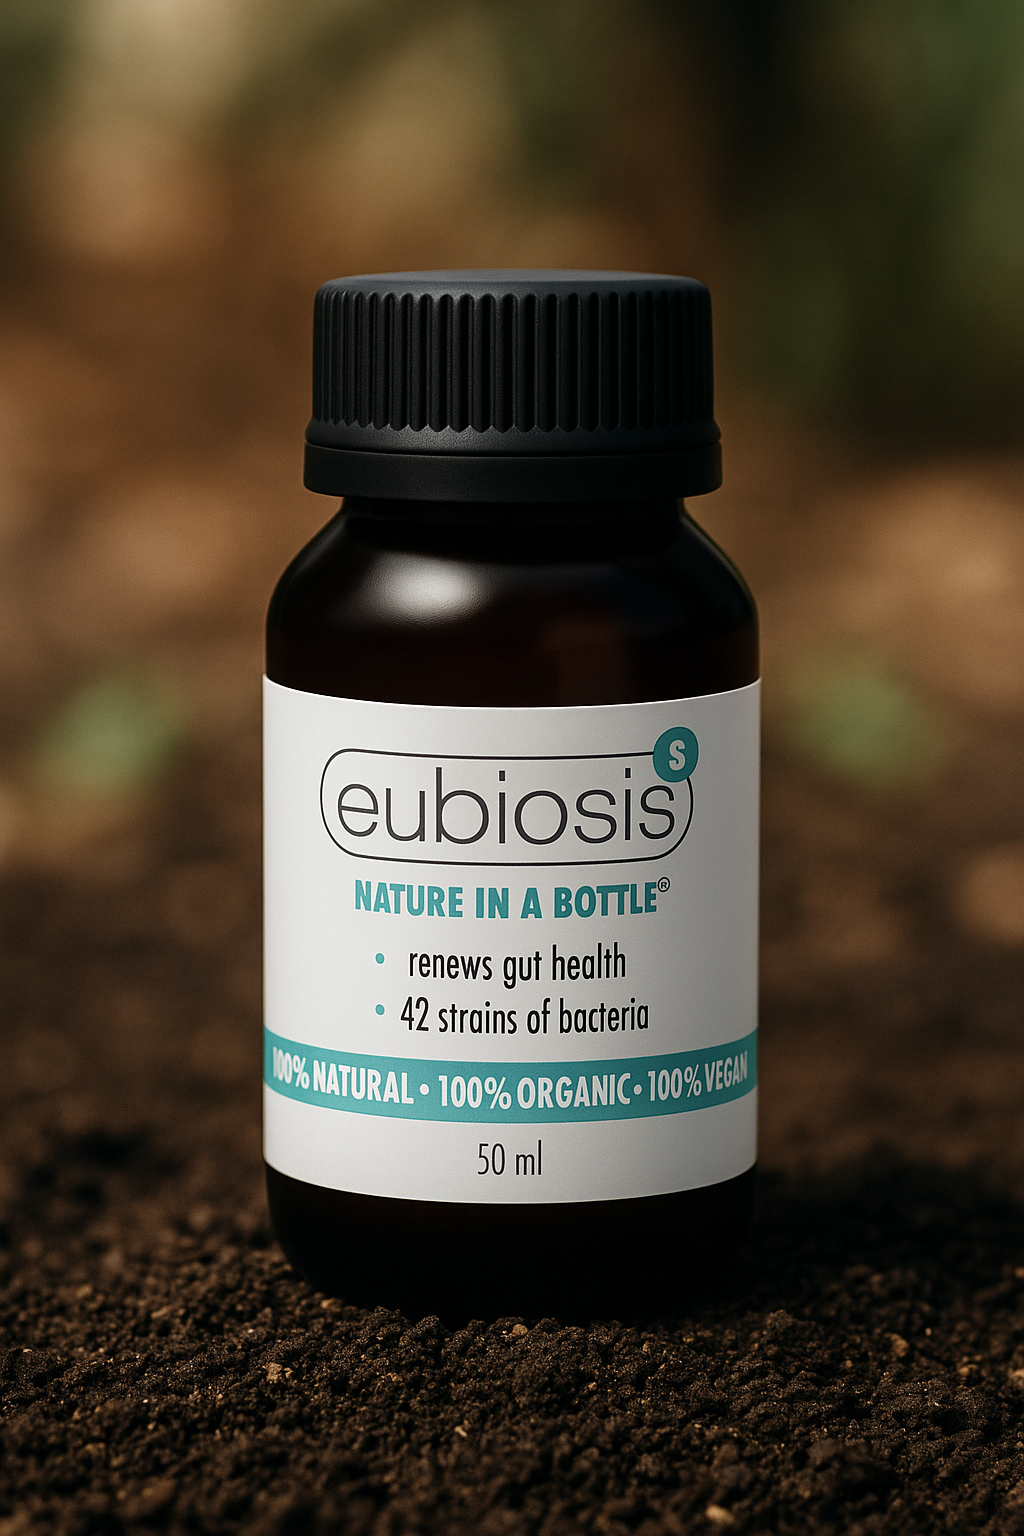 eubiosis S
NATURE IN A BOTTLE®
• renews gut health
• 42 strains of bacteria
100% NATURAL • 100% ORGANIC • 100% VEGAN
50 ml